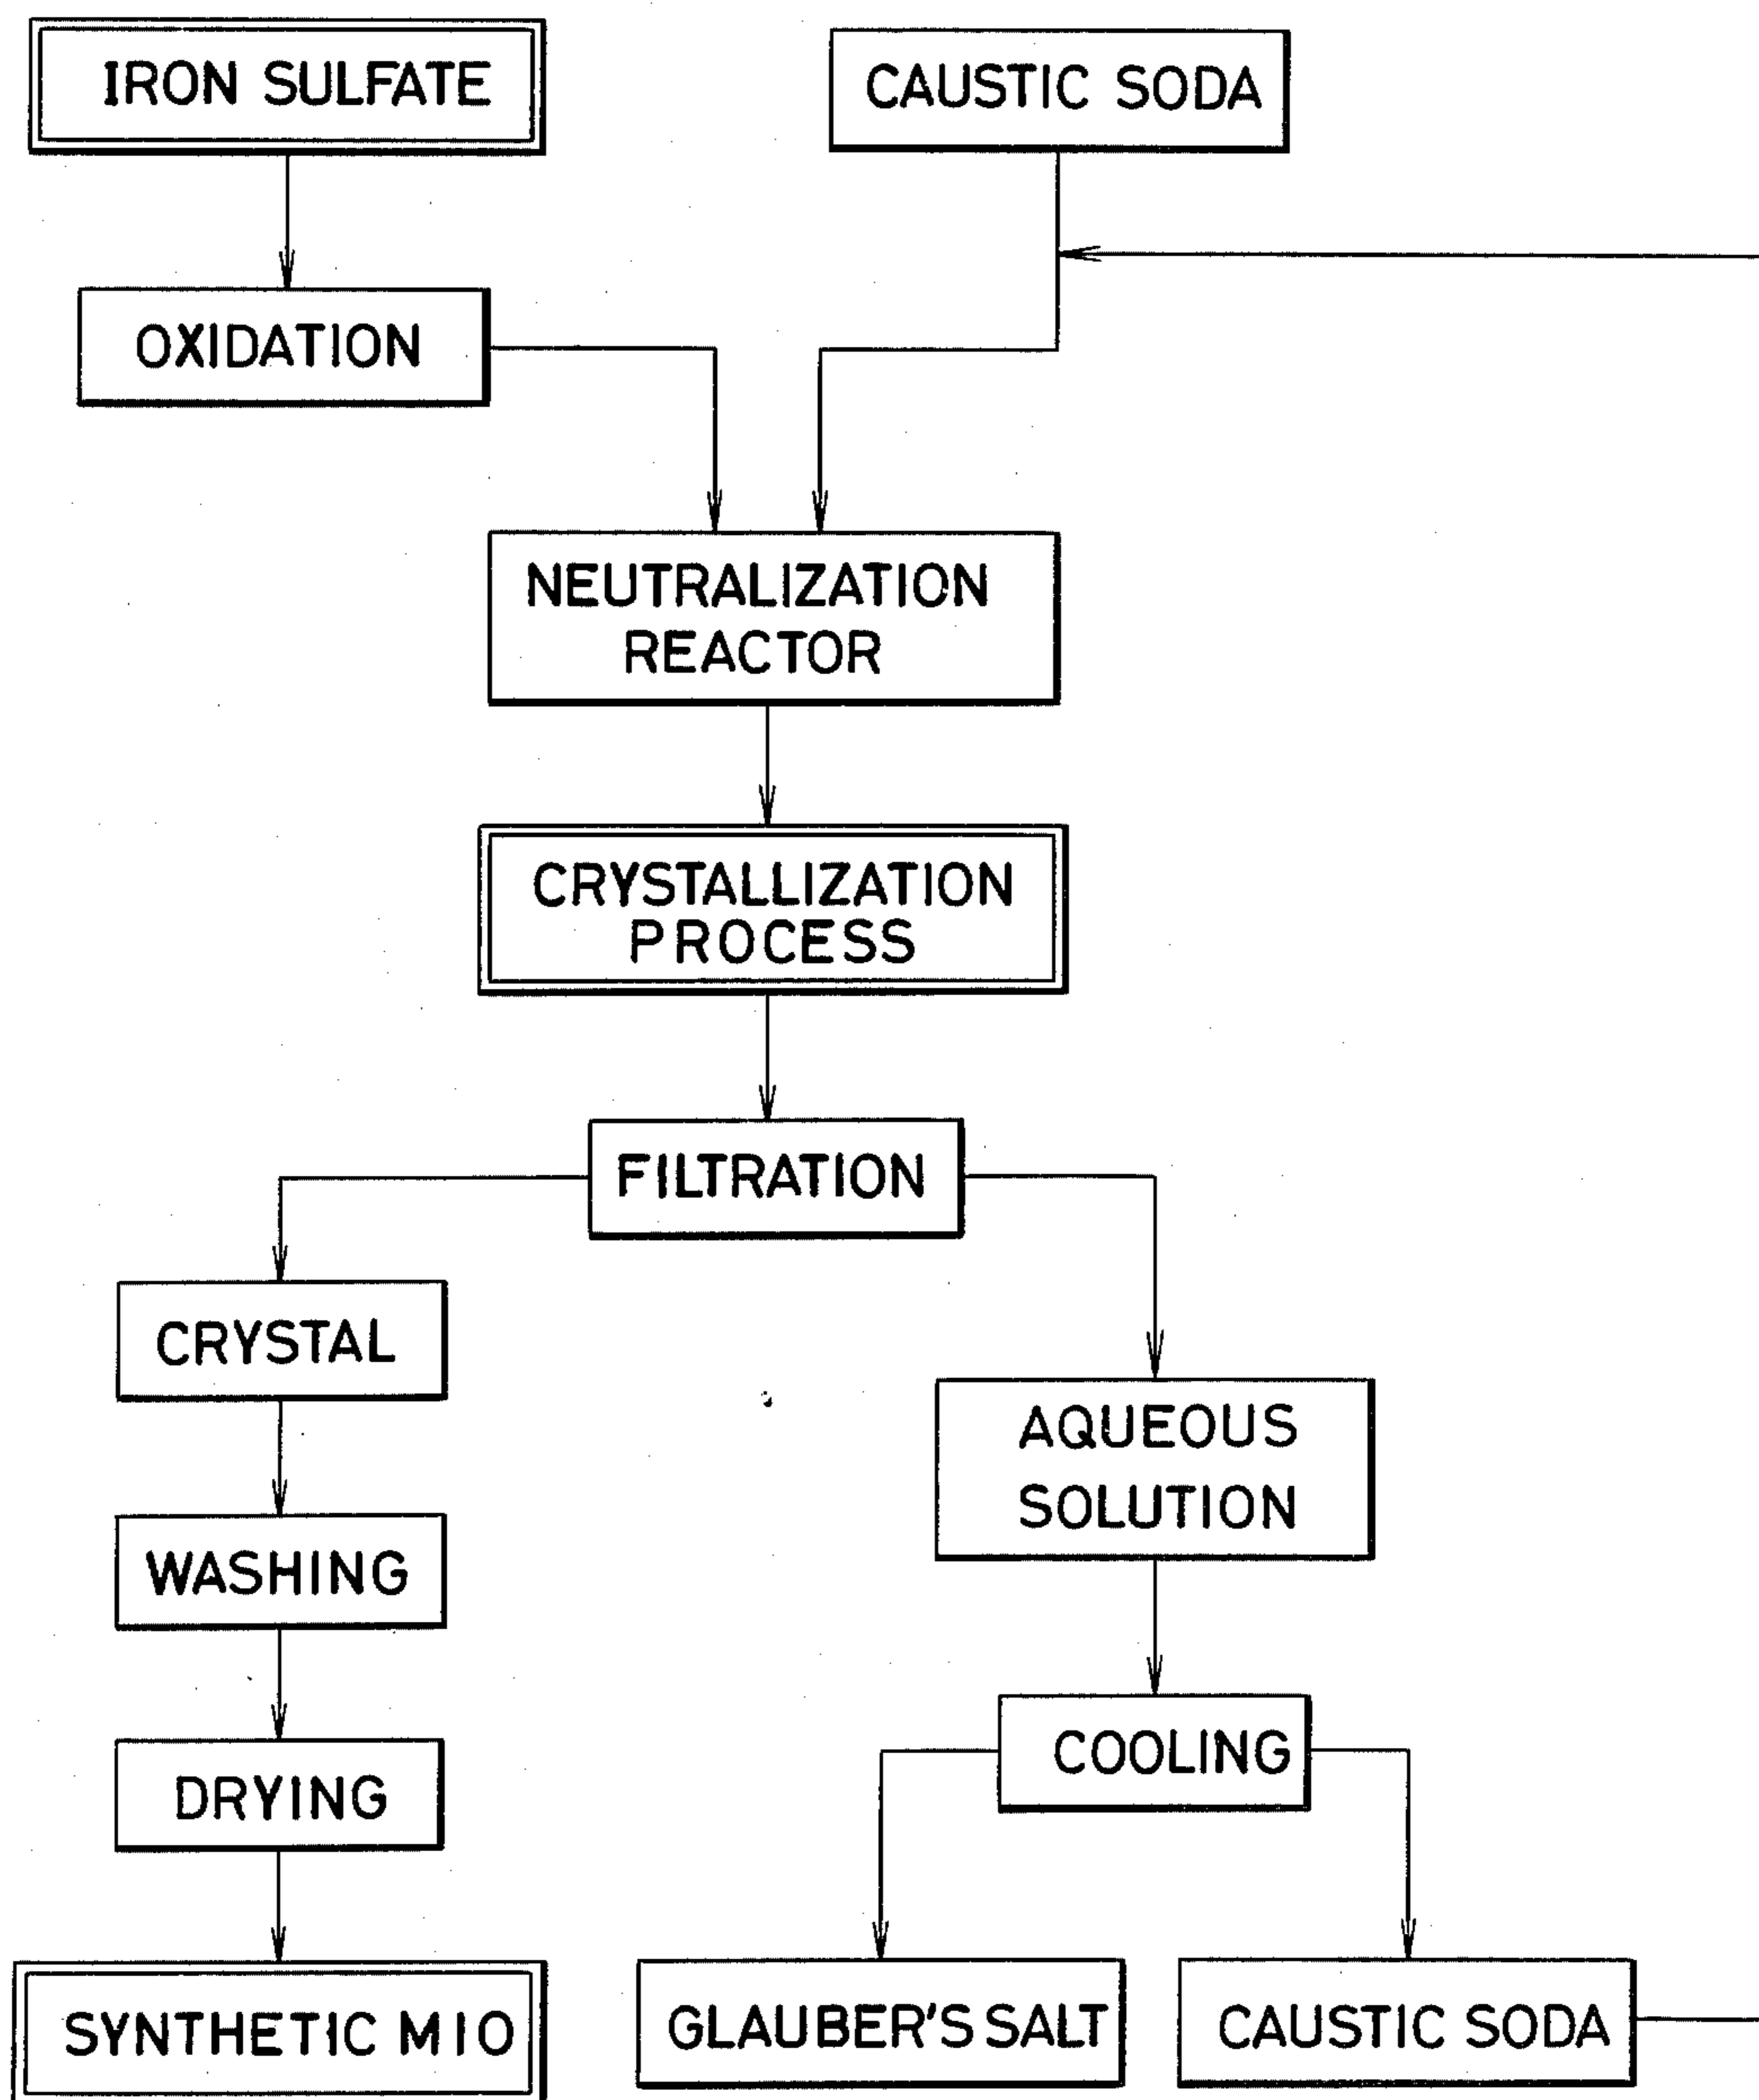 IRON SULFATE
CAUSTIC SODA
OXIDATION
NEUTRALIZATION
REACTOR
CRYSTALLIZATION
PROCESS
FILTRATION
CRYSTAL
AQUEOUS
SOLUTION
WASHING
COOLING
DRYING
SYNTHETIC MIO
GLAUBER'S SALT
CAUSTIC SODA